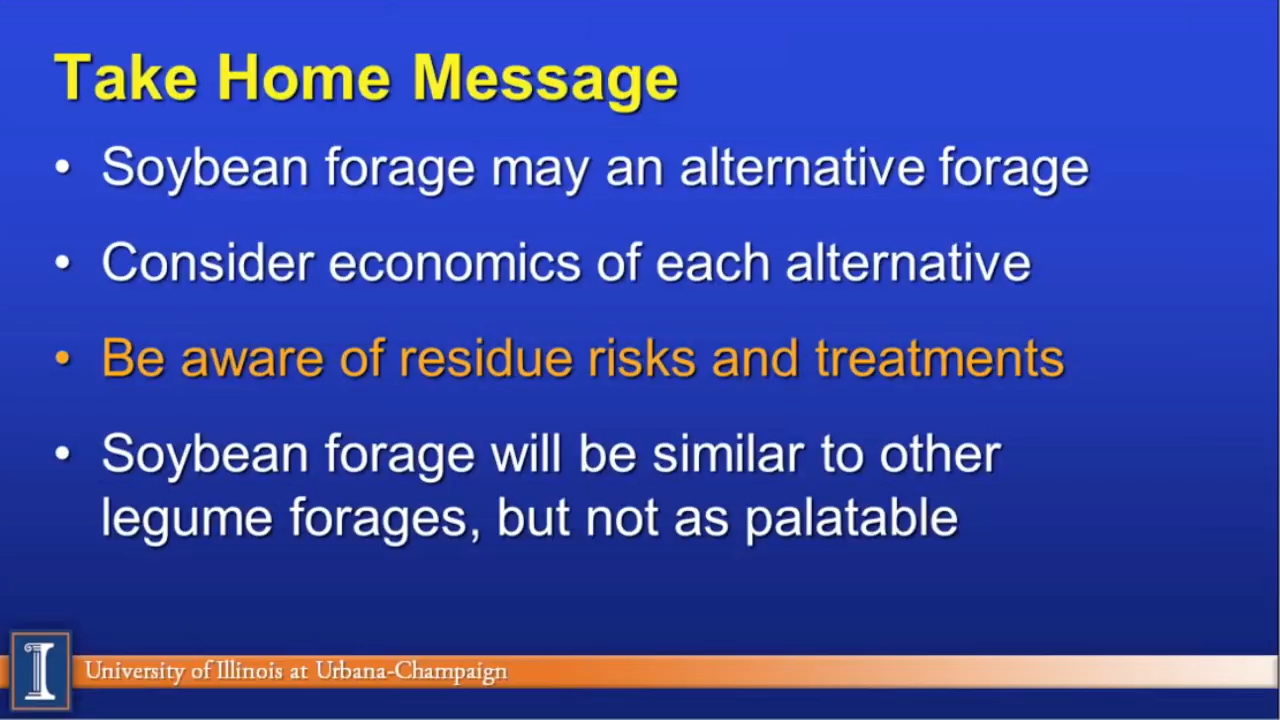 Take Home Message
• Soybean forage may an alternative forage
• Consider economics of each alternative
• Be aware of residue risks and treatments
• Soybean forage will be similar to other
legume forages, but not as palatable
I
University of Illinois at Urbana-Champaign